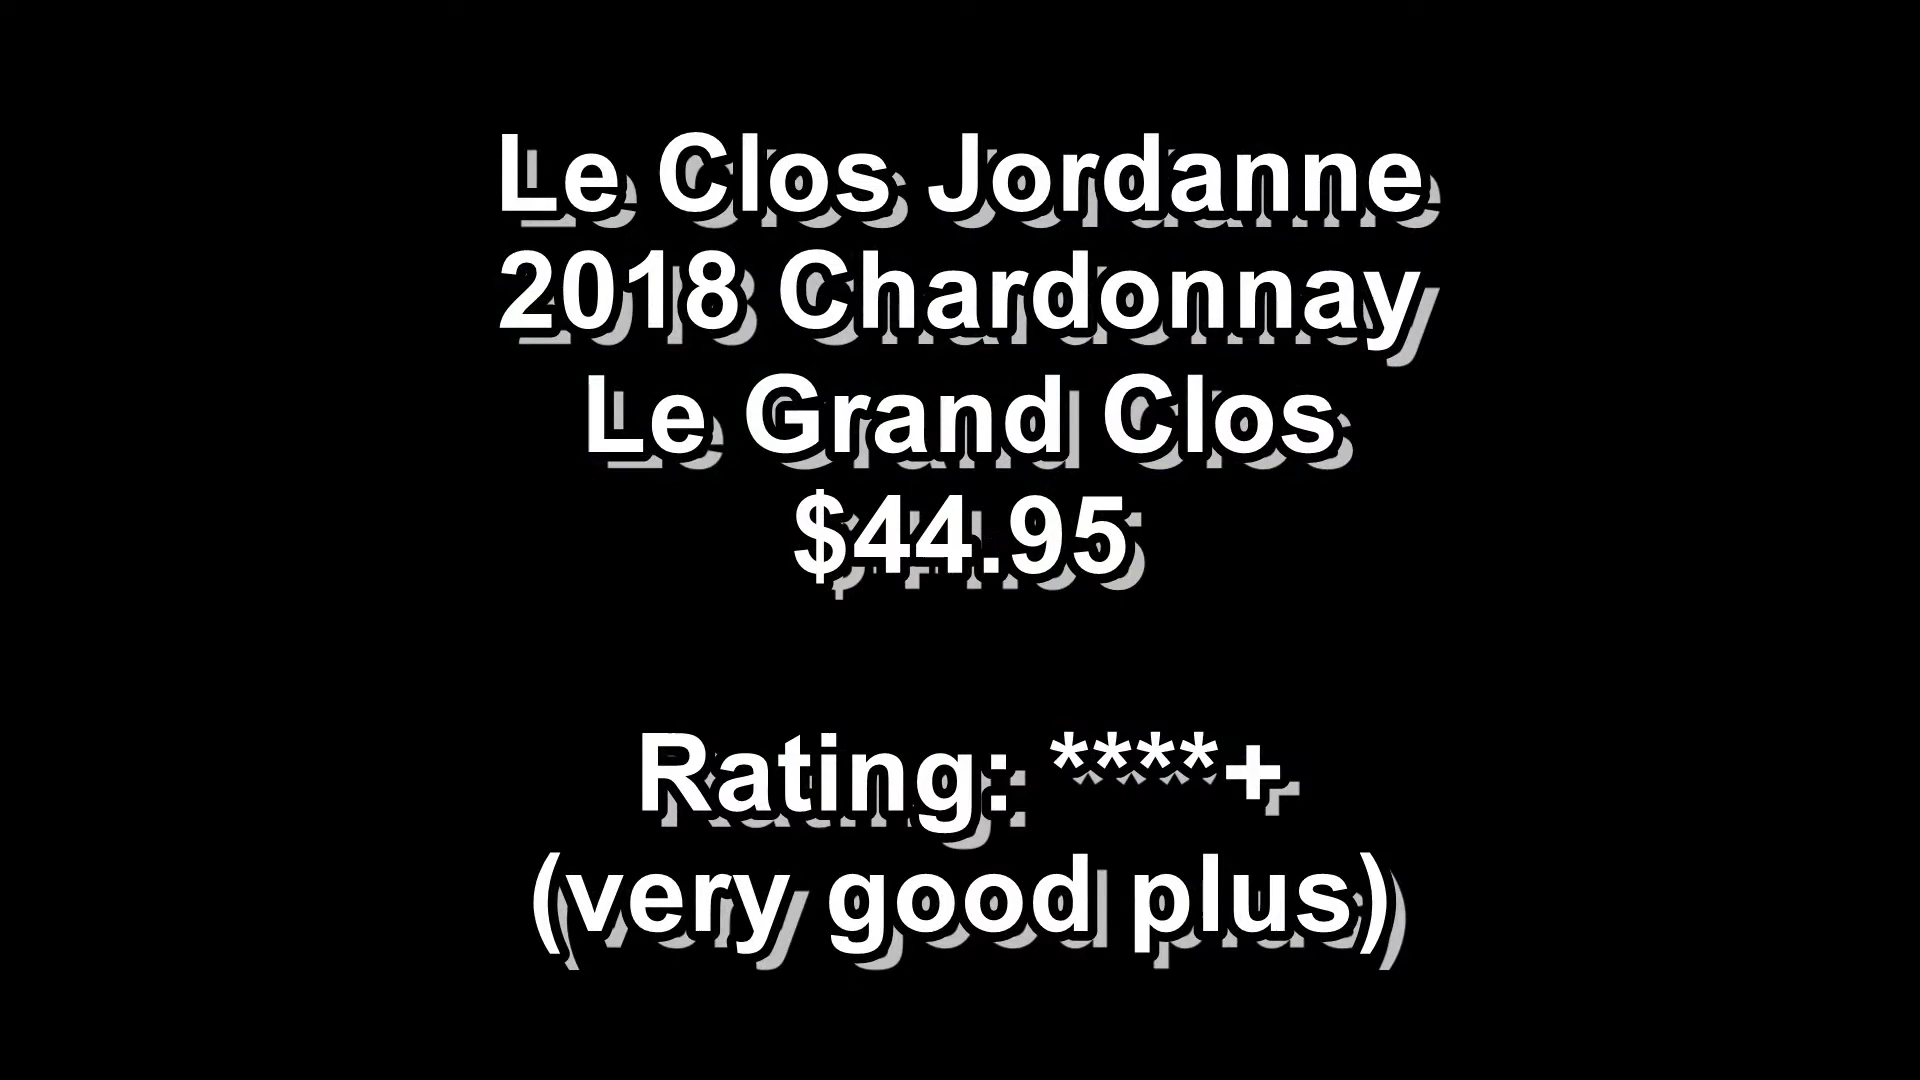 Le Clos Jordanne
2018 Chardonnay
Le Grand Clos
$44.95
Rating: ****+
(very good plus)